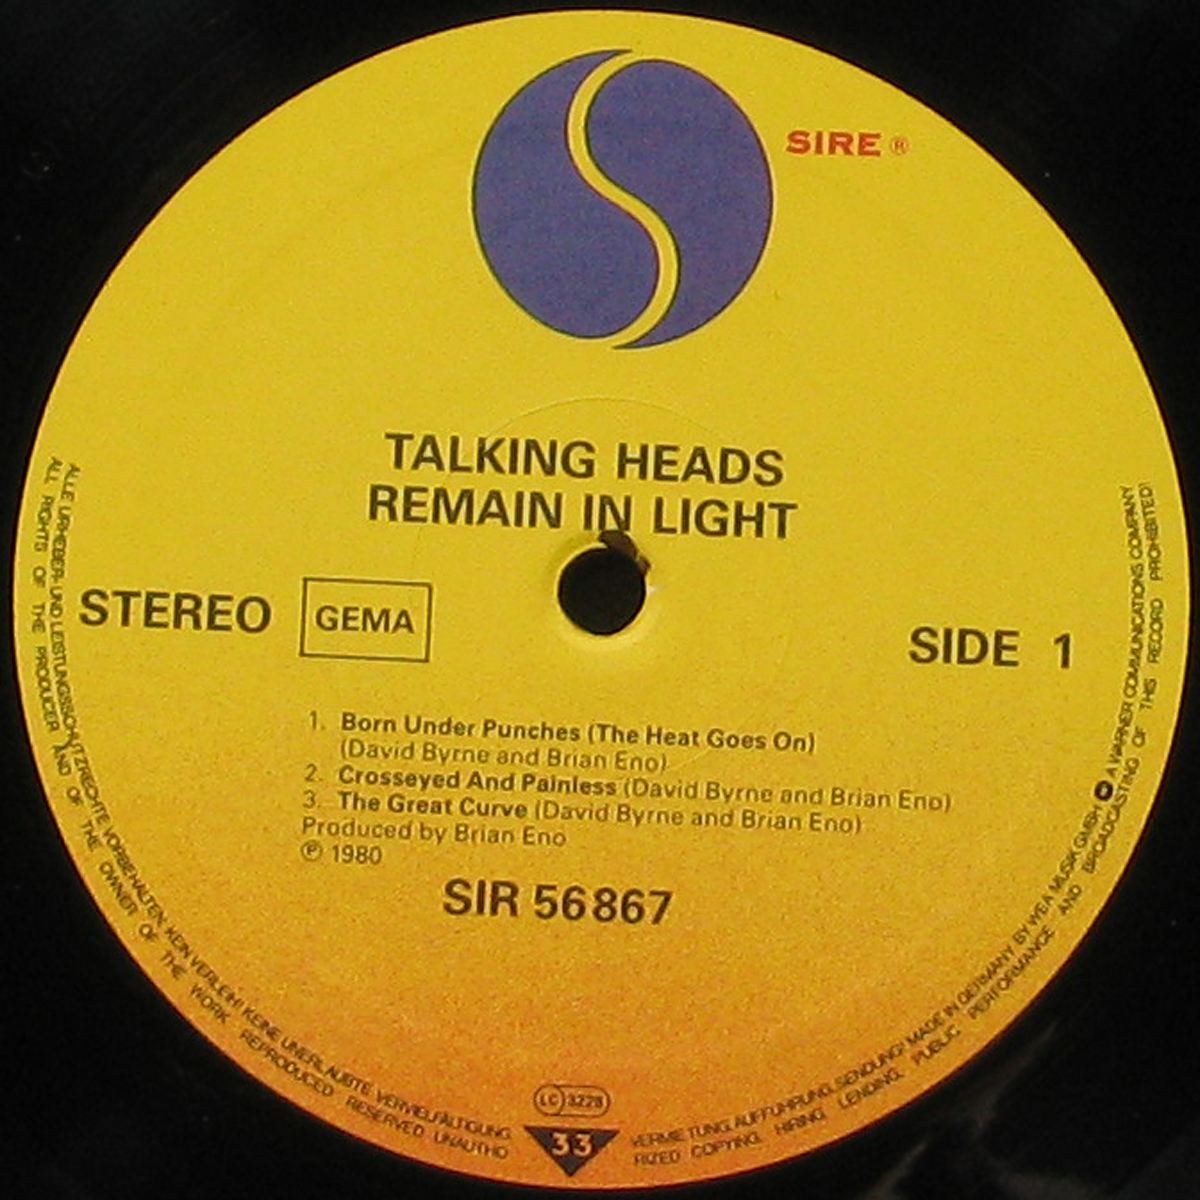 SIRE ®
TALKING HEADS
REMAIN IN LIGHT
STEREO
GEMA
SIDE 1
1. Born Under Punches (The Heat Goes On)
(David Byrne and Brian Eno)
2. Crosseyed And Painless (David Byrne and Brian Eno)
3. The Great Curve (David Byrne and Brian Eno)
Produced by Brian Eno
℗ 1980
SIR 56 867
LC 3228
33
ALLE URHEBER- UND LEISTUNGSSCHUTZRECHTE VORBEHALTEN. KEIN VERLEIH! KEINE UNERLAUBTE VERVIELFÄLTIGUNG, VERMIETUNG, AUFFÜHRUNG, SENDUNG! MADE IN GERMANY BY WEA MUSIK GMBH A WARNER COMMUNICATIONS COMPANY
ALL RIGHTS OF THE PRODUCER AND OF THE OWNER OF THE WORK REPRODUCED RESERVED UNAUTHORIZED COPYING, HIRING, LENDING, PUBLIC PERFORMANCE AND BROADCASTING OF THIS RECORD PROHIBITED!